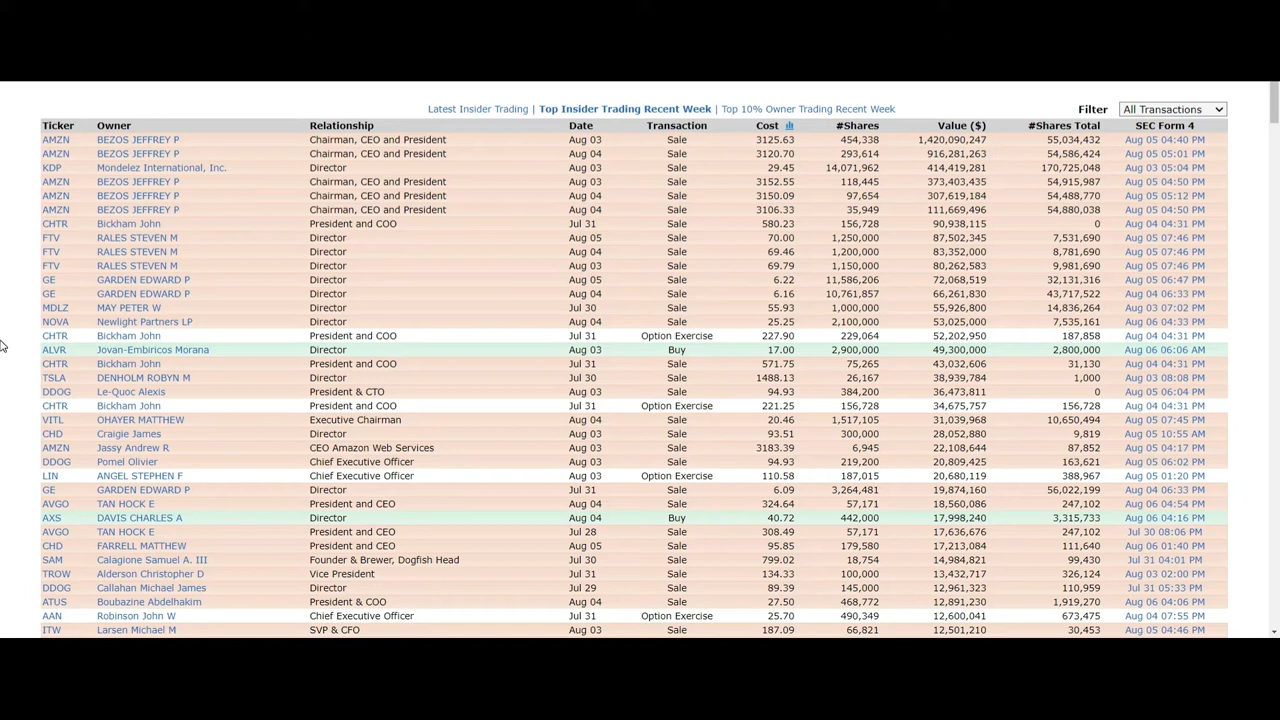 Latest Insider Trading | Top Insider Trading Recent Week | Top 10% Owner Trading Recent Week Filter All Transactions
Ticker Owner Relationship Date Transaction Cost #Shares Value ($) #Shares Total SEC Form 4
AMZN BEZOS JEFFREY P Chairman, CEO and President Aug 03 Sale 3125.63 454,338 1,420,090,247 55,034,432 Aug 05 04:40 PM
AMZN BEZOS JEFFREY P Chairman, CEO and President Aug 04 Sale 3120.70 293,614 916,281,263 54,586,424 Aug 05 05:01 PM
KDP Mondelez International, Inc. Director Aug 03 Sale 29.45 14,071,962 414,419,281 170,725,048 Aug 03 05:04 PM
AMZN BEZOS JEFFREY P Chairman, CEO and President Aug 03 Sale 3152.55 118,445 373,403,435 54,915,987 Aug 05 04:50 PM
AMZN BEZOS JEFFREY P Chairman, CEO and President Aug 04 Sale 3150.09 97,654 307,619,184 54,488,770 Aug 05 05:12 PM
AMZN BEZOS JEFFREY P Chairman, CEO and President Aug 04 Sale 3106.33 35,949 111,669,496 54,880,038 Aug 05 04:50 PM
CHTR Bickham John President and COO Jul 31 Sale 580.23 156,728 90,938,115 0 Aug 04 04:31 PM
FTV RALES STEVEN M Director Aug 05 Sale 70.00 1,250,000 87,502,345 7,531,690 Aug 05 07:46 PM
FTV RALES STEVEN M Director Aug 04 Sale 69.46 1,200,000 83,352,000 8,781,690 Aug 05 07:46 PM
FTV RALES STEVEN M Director Aug 03 Sale 69.79 1,150,000 80,262,583 9,981,690 Aug 05 07:46 PM
GE GARDEN EDWARD P Director Aug 05 Sale 6.22 11,586,206 72,068,519 32,131,316 Aug 05 06:47 PM
GE GARDEN EDWARD P Director Aug 04 Sale 6.16 10,761,857 66,261,830 43,717,522 Aug 04 06:33 PM
MDLZ MAY PETER W Director Jul 30 Sale 55.93 1,000,000 55,926,800 14,836,264 Aug 03 07:02 PM
NOVA Newlight Partners LP Director Aug 04 Sale 25.25 2,100,000 53,025,000 7,535,161 Aug 06 04:33 PM
CHTR Bickham John President and COO Jul 31 Option Exercise 227.90 229,064 52,202,950 187,858 Aug 04 04:31 PM
ALVR Jovan-Embiricos Morana Director Aug 03 Buy 17.00 2,900,000 49,300,000 2,800,000 Aug 06 06:06 AM
CHTR Bickham John President and COO Jul 31 Sale 571.75 75,265 43,032,606 31,130 Aug 04 04:31 PM
TSLA DENHOLM ROBYN M Director Jul 30 Sale 1488.13 26,167 38,939,784 1,000 Aug 03 08:08 PM
DDOG Le-Quoc Alexis President & CTO Aug 03 Sale 94.93 384,200 36,473,811 0 Aug 05 06:04 PM
CHTR Bickham John President and COO Jul 31 Option Exercise 221.25 156,728 34,675,757 156,728 Aug 04 04:31 PM
VITL OHAYER MATTHEW Executive Chairman Aug 04 Sale 20.46 1,517,105 31,039,968 10,650,494 Aug 05 07:45 PM
CHD Craigie James Director Aug 03 Sale 93.51 300,000 28,052,880 9,819 Aug 05 10:55 AM
AMZN Jassy Andrew R CEO Amazon Web Services Aug 03 Sale 3183.39 6,945 22,108,644 87,852 Aug 05 04:17 PM
DDOG Pomel Olivier Chief Executive Officer Aug 03 Sale 94.93 219,200 20,809,425 163,621 Aug 05 06:02 PM
LIN ANGEL STEPHEN F Chief Executive Officer Aug 03 Option Exercise 110.58 187,015 20,680,119 388,967 Aug 05 01:20 PM
GE GARDEN EDWARD P Director Jul 31 Sale 6.09 3,264,481 19,874,160 56,022,199 Aug 04 06:33 PM
AVGO TAN HOCK E President and CEO Aug 04 Sale 324.64 57,171 18,560,086 247,102 Aug 06 04:54 PM
AXS DAVIS CHARLES A Director Aug 04 Buy 40.72 442,000 17,998,240 3,315,733 Aug 06 04:16 PM
AVGO TAN HOCK E President and CEO Jul 28 Sale 308.49 57,171 17,636,676 247,102 Jul 30 08:06 PM
CHD FARRELL MATTHEW President and CEO Aug 05 Sale 95.85 179,580 17,213,084 111,640 Aug 06 01:40 PM
SAM Calagione Samuel A. III Founder & Brewer, Dogfish Head Jul 30 Sale 799.02 18,754 14,984,821 99,430 Jul 31 04:01 PM
TROW Alderson Christopher D Vice President Jul 31 Sale 134.33 100,000 13,432,717 326,124 Aug 03 02:00 PM
DDOG Callahan Michael James Director Jul 29 Sale 89.39 145,000 12,961,323 110,959 Jul 31 05:33 PM
ATUS Boubazine Abdelhakim President & COO Aug 04 Sale 27.50 468,772 12,891,230 1,919,270 Aug 06 04:06 PM
AAN Robinson John W Chief Executive Officer Jul 31 Option Exercise 25.70 490,349 12,600,041 673,475 Aug 04 07:55 PM
ITW Larsen Michael M SVP & CFO Aug 03 Sale 187.09 66,821 12,501,210 30,453 Aug 05 04:46 PM